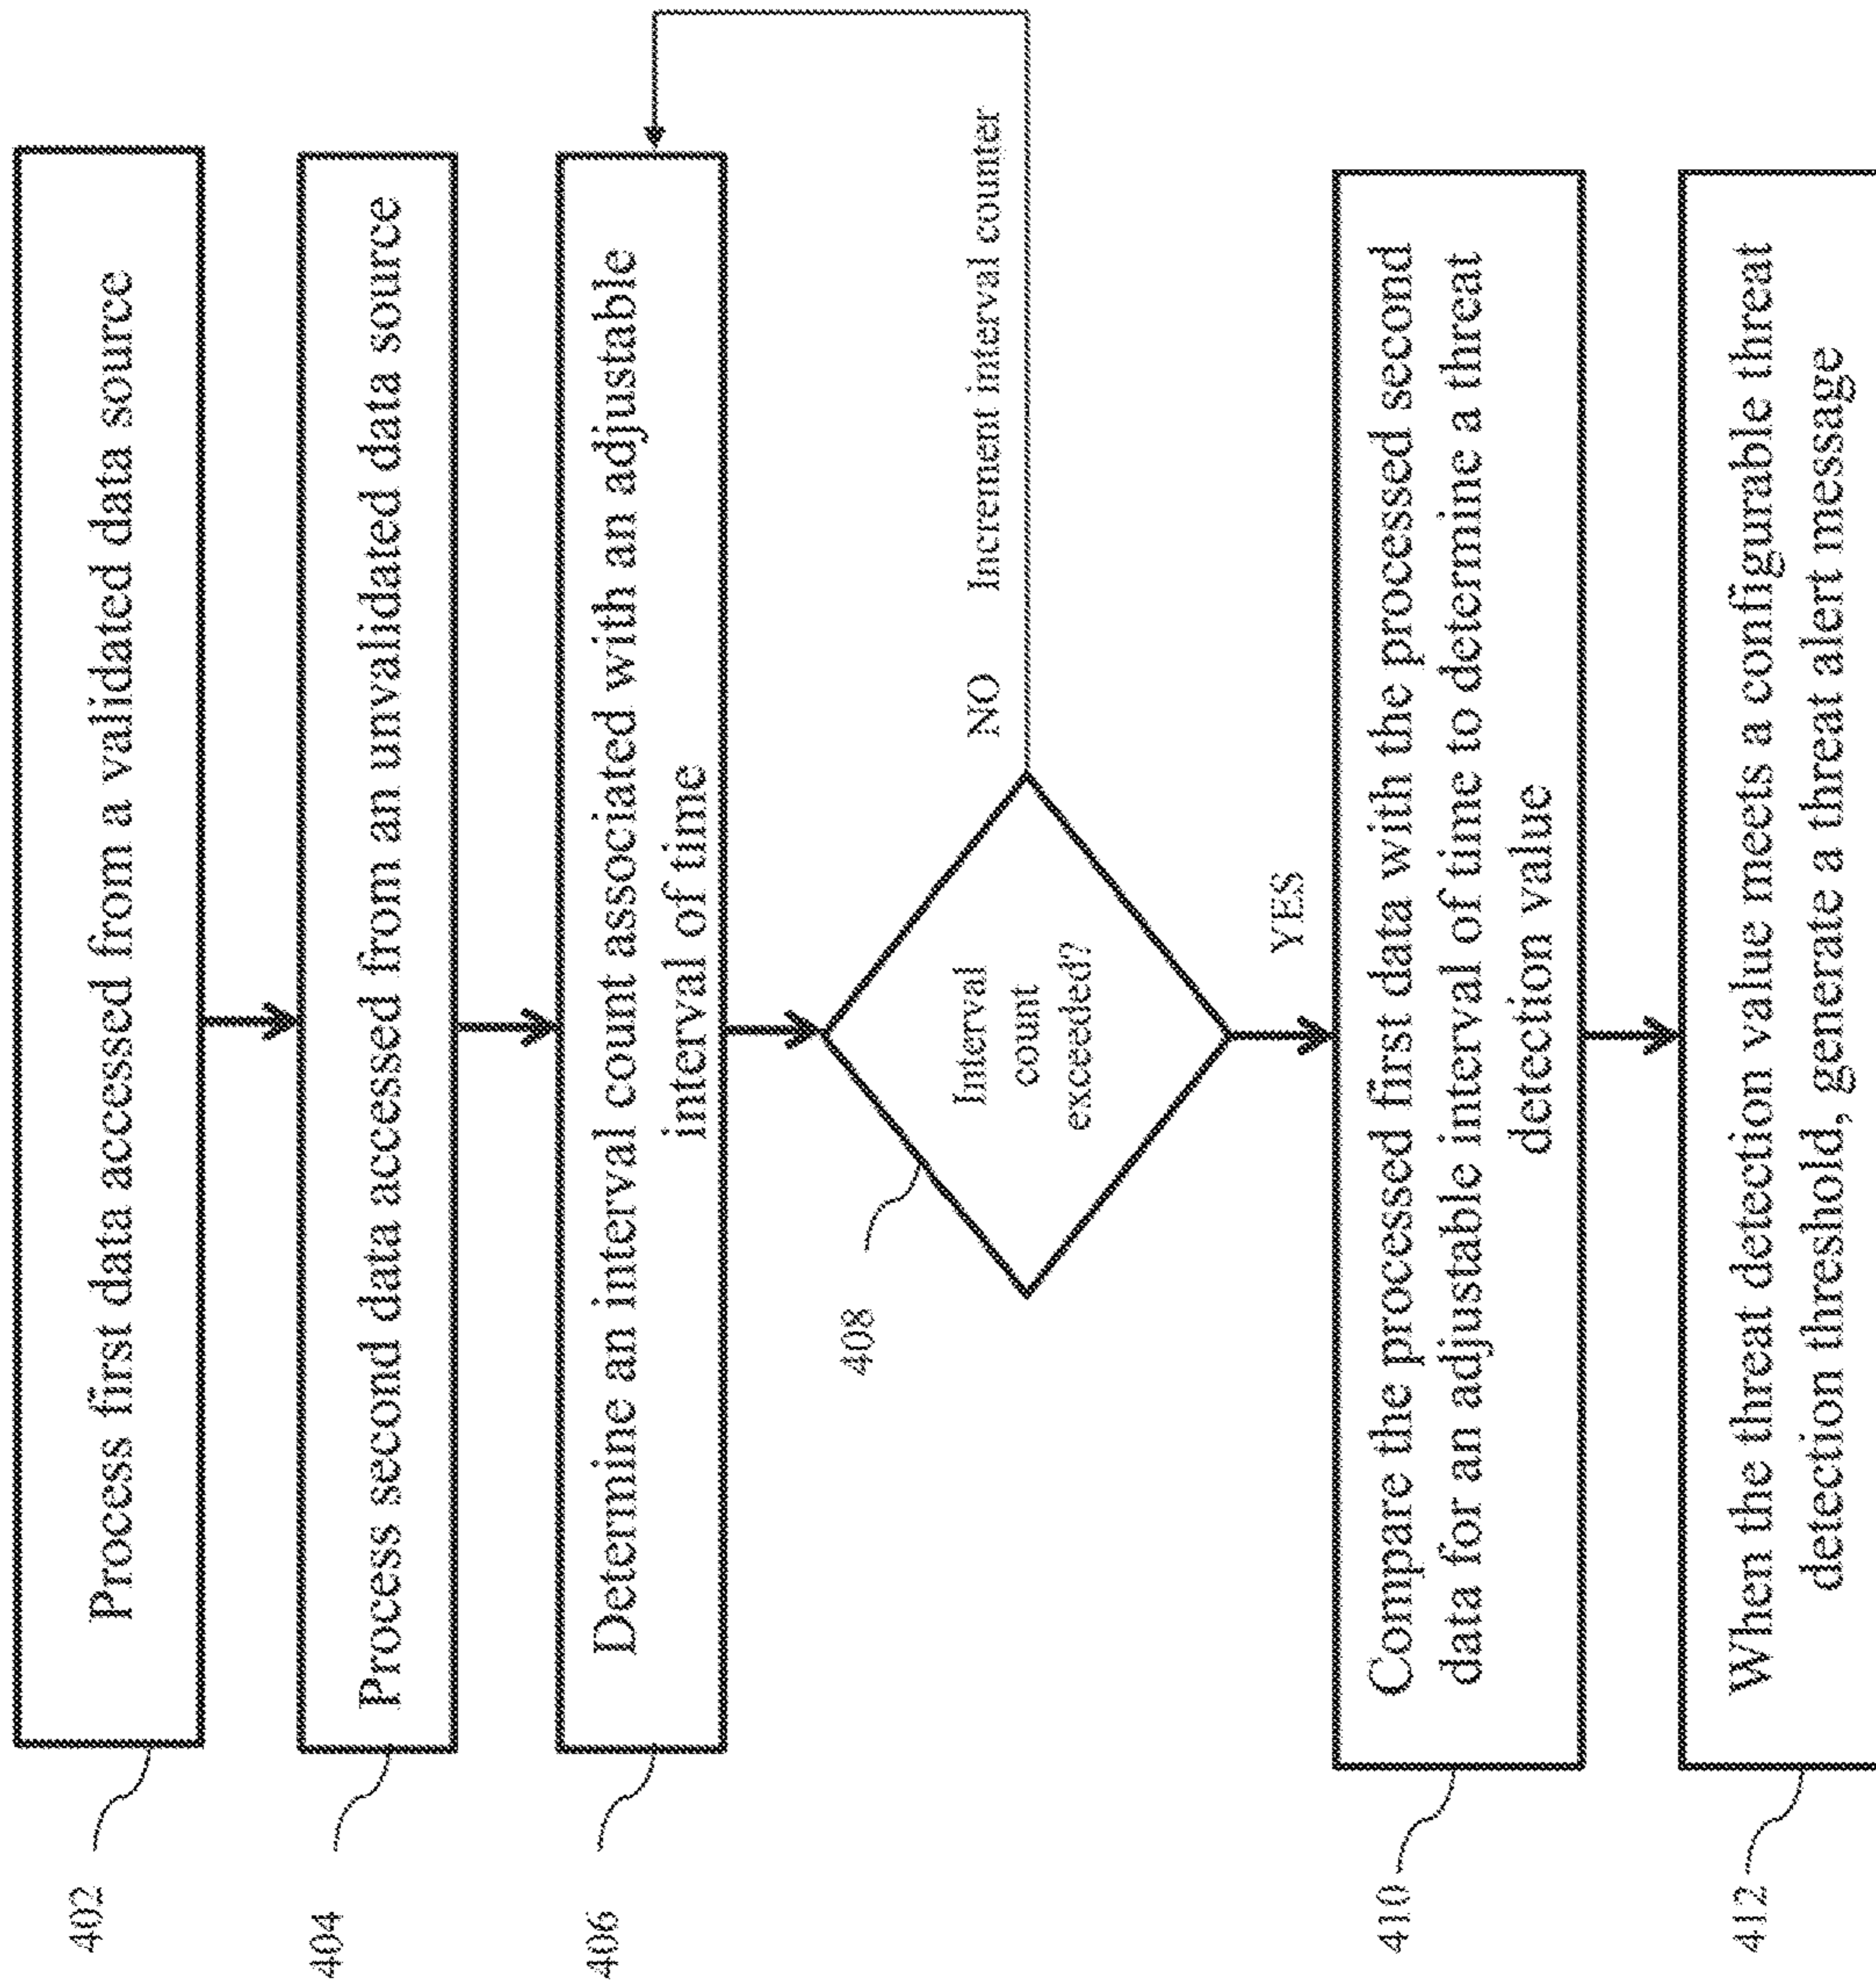 402
Process first data accessed from a validated data source
404
Process second data accessed from an unvalidated data source
406
Determine an interval count associated with an adjustable
interval of time
408
Interval
count
exceeded?
NO
Increment interval counter
YES
410
Compare the processed first data with the processed second
data for an adjustable interval of time to determine a threat
detection value
412
When the threat detection value meets a configurable threat
detection threshold, generate a threat alert message